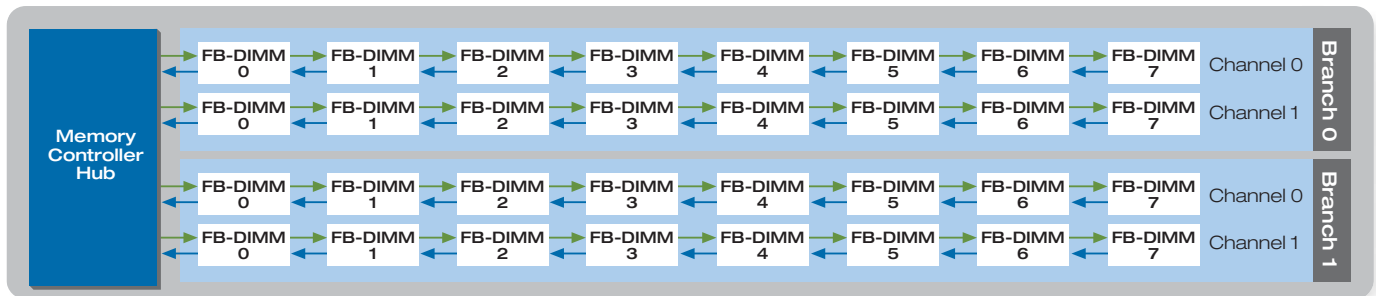 Memory
Controller
Hub
FB-DIMM
0
FB-DIMM
1
FB-DIMM
2
FB-DIMM
3
FB-DIMM
4
FB-DIMM
5
FB-DIMM
6
FB-DIMM
7
Channel 0
FB-DIMM
0
FB-DIMM
1
FB-DIMM
2
FB-DIMM
3
FB-DIMM
4
FB-DIMM
5
FB-DIMM
6
FB-DIMM
7
Channel 1
Branch 0
FB-DIMM
0
FB-DIMM
1
FB-DIMM
2
FB-DIMM
3
FB-DIMM
4
FB-DIMM
5
FB-DIMM
6
FB-DIMM
7
Channel 0
FB-DIMM
0
FB-DIMM
1
FB-DIMM
2
FB-DIMM
3
FB-DIMM
4
FB-DIMM
5
FB-DIMM
6
FB-DIMM
7
Channel 1
Branch 1